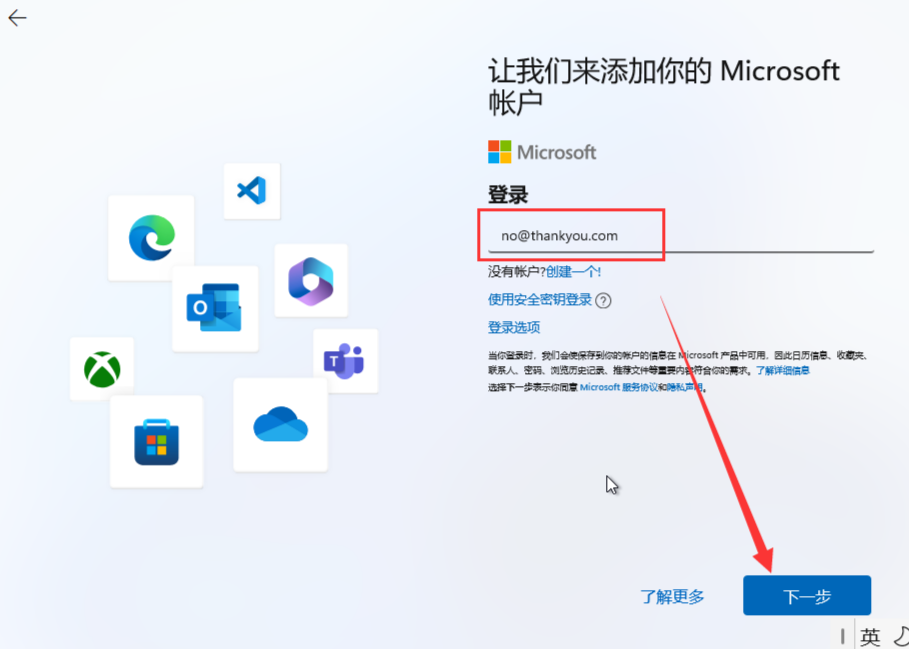 让我们来添加你的 Microsoft
帐户
Microsoft
登录
no@thankyou.com
没有帐户?创建一个!
使用安全密钥登录
登录选项
当你登录时，我们会使保存到你的帐户的信息在 Microsoft 产品中可用，因此日历信息、收藏夹、
联系人、密码、浏览历史记录、推荐文件等重要内容符合你的需求。了解详细信息
选择下一步表示你同意 Microsoft 服务协议和隐私声明。
了解更多
下一步
英
O
T